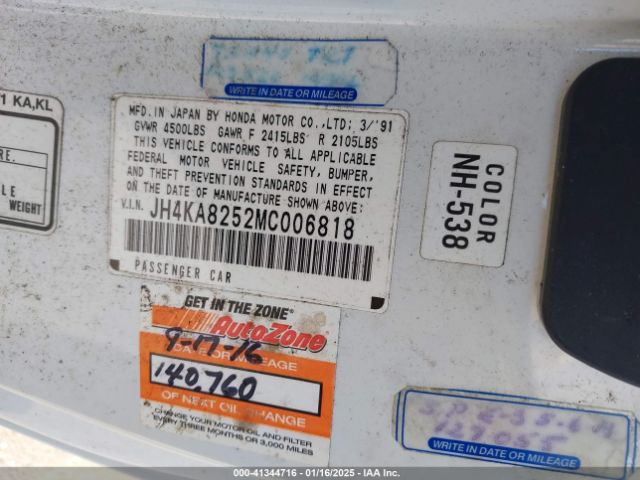 WRITE IN DATE OR MILEAGE
1 KA,KL
RE.
LE
WEIGHT
MFD. IN JAPAN BY HONDA MOTOR CO.,LTD; 3/'91
GVWR 4500LBS GAWR F 2415LBS R 2105LBS
THIS VEHICLE CONFORMS TO ALL APPLICABLE
FEDERAL MOTOR VEHICLE SAFETY, BUMPER,
AND THEFT PREVENTION STANDARDS IN EFFECT
ON THE DATE OF MANUFACTURE SHOWN ABOVE;
V.I.N. JH4KA8252MC006818
PASSENGER CAR
COLOR
NH-538
GET IN THE ZONE®
AutoZone
9-17-16
DATE OR MILEAGE
140,760
OF NEXT OIL CHANGE
CHANGE YOUR MOTOR OIL AND FILTER
EVERY THREE MONTHS OR 3,000 MILES
WRITE IN DATE OR MILEAGE
000-41344716 - 01/16/2025 - IAA Inc.